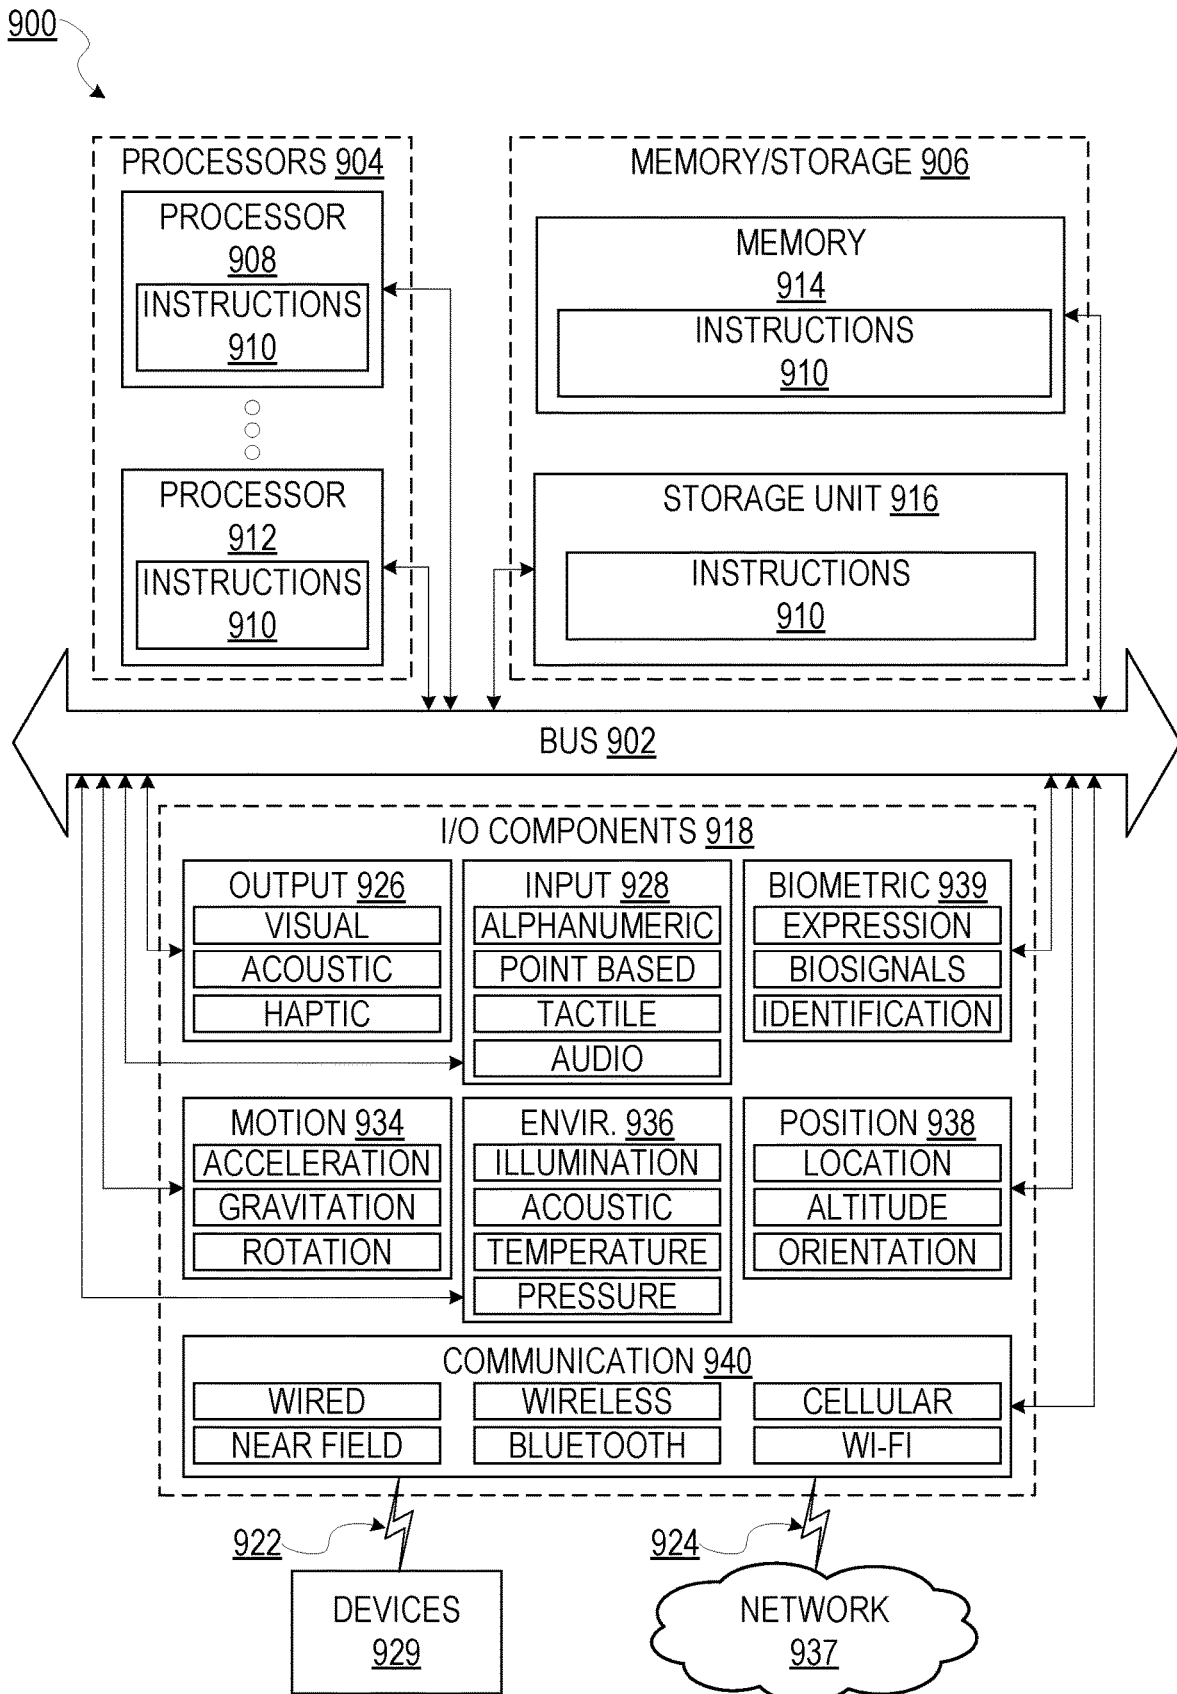 900
PROCESSORS 904
PROCESSOR
908
INSTRUCTIONS
910
PROCESSOR
912
INSTRUCTIONS
910
MEMORY/STORAGE 906
MEMORY
914
INSTRUCTIONS
910
STORAGE UNIT 916
INSTRUCTIONS
910
BUS 902
I/O COMPONENTS 918
OUTPUT 926
VISUAL
ACOUSTIC
HAPTIC
INPUT 928
ALPHANUMERIC
POINT BASED
TACTILE
AUDIO
BIOMETRIC 939
EXPRESSION
BIOSIGNALS
IDENTIFICATION
MOTION 934
ACCELERATION
GRAVITATION
ROTATION
ENVIR. 936
ILLUMINATION
ACOUSTIC
TEMPERATURE
PRESSURE
POSITION 938
LOCATION
ALTITUDE
ORIENTATION
COMMUNICATION 940
WIRED
WIRELESS
CELLULAR
NEAR FIELD
BLUETOOTH
WI-FI
922
924
DEVICES
929
NETWORK
937